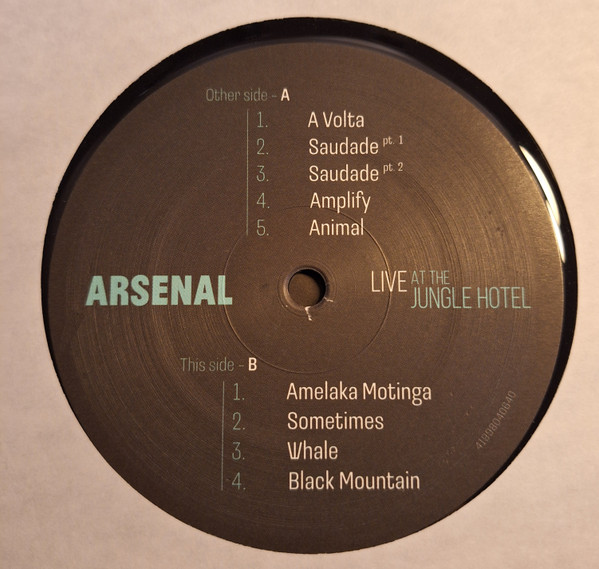 Other side - A
1. A Volta
2. Saudade pt. 1
3. Saudade pt. 2
4. Amplify
5. Animal
ARSENAL
LIVE AT THE
JUNGLE HOTEL
This side - B
1. Amelaka Motinga
2. Sometimes
3. Whale
4. Black Mountain
41998040640